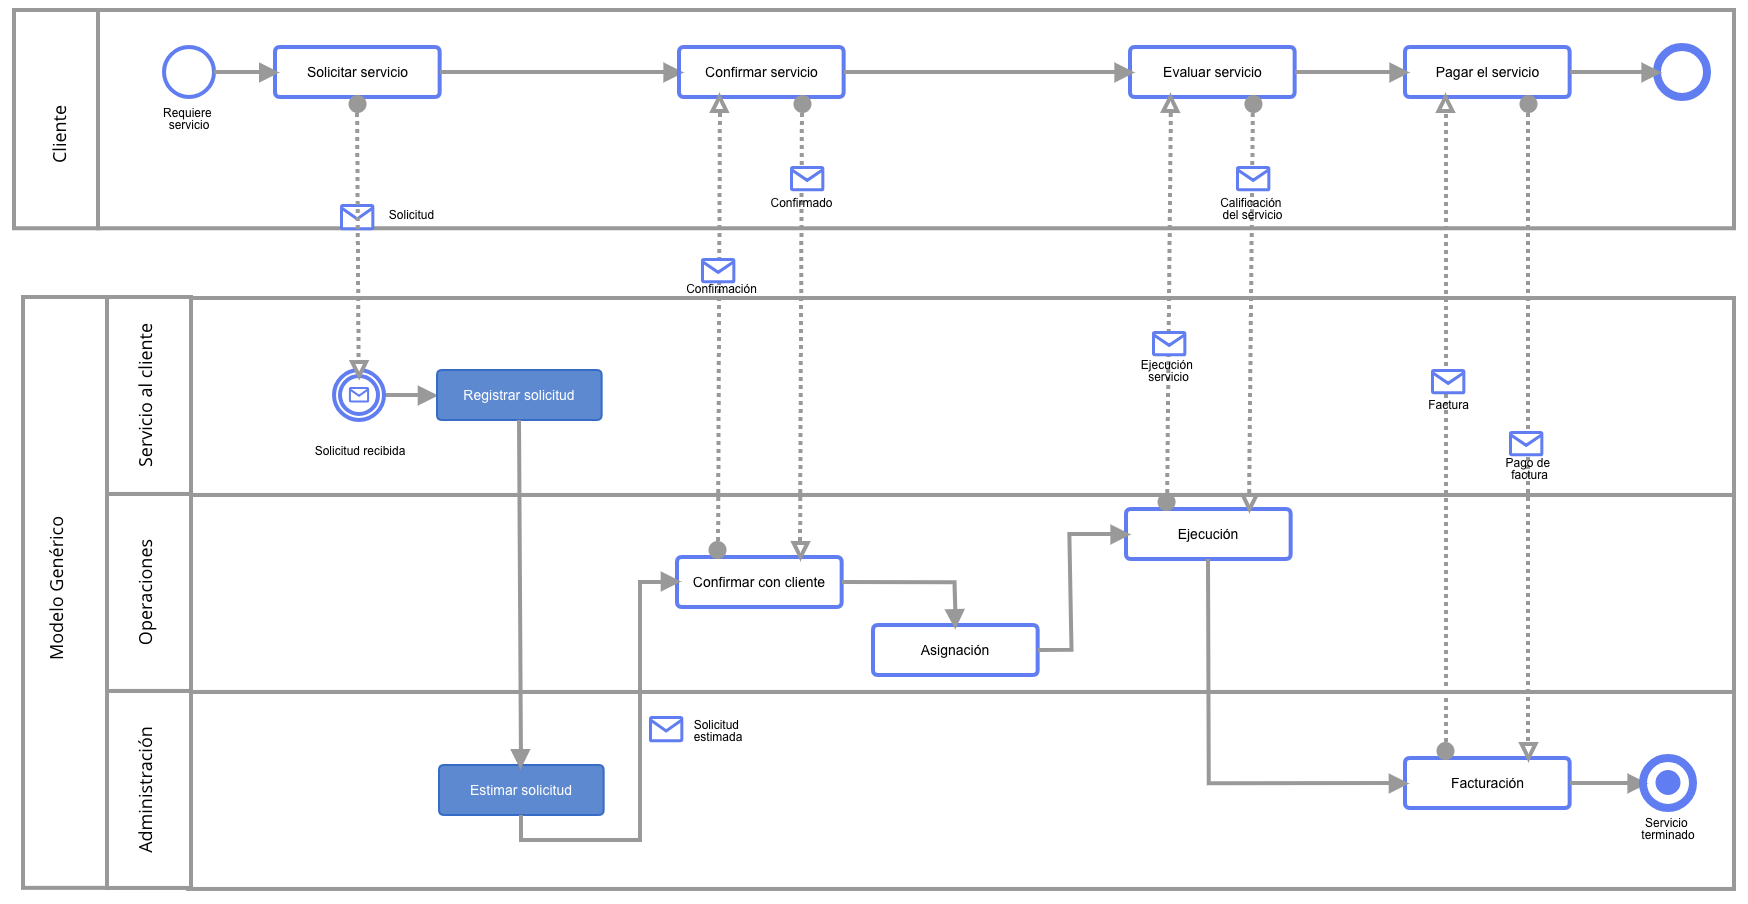 Cliente
Requiere
servicio
Solicitar servicio
Confirmar servicio
Evaluar servicio
Pagar el servicio
Solicitud
Confirmado
Confirmación
Calificación
del servicio
Modelo Genérico
Servicio al cliente
Solicitud recibida
Registrar solicitud
Ejecución
servicio
Factura
Pago de
factura
Operaciones
Confirmar con cliente
Asignación
Ejecución
Administración
Solicitud
estimada
Estimar solicitud
Facturación
Servicio
terminado